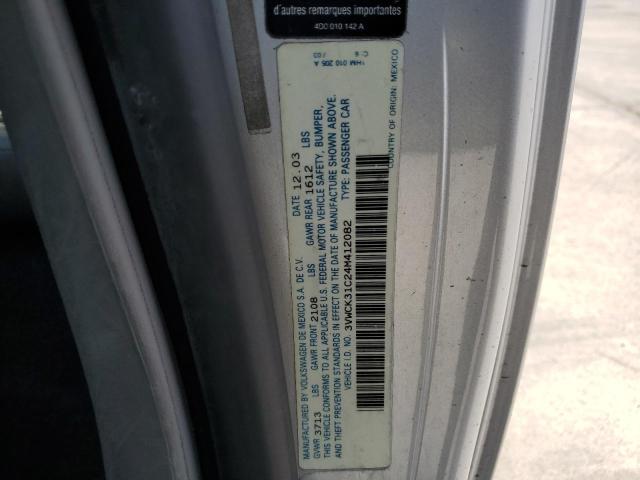 d'autres remarques importantes
4D0 010 142 A
MANUFACTURED BY VOLKSWAGEN DE MEXICO S.A. DE C.V. DATE 12.03
GVWR 3713 LBS GAWR FRONT 2108 LBS GAWR REAR 1612 LBS
THIS VEHICLE CONFORMS TO ALL APPLICABLE U.S. FEDERAL MOTOR VEHICLE SAFETY, BUMPER,
AND THEFT PREVENTION STANDARDS IN EFFECT ON THE DATE OF MANUFACTURE SHOWN ABOVE.
VEHICLE I.D. NO. 3VWCK31C24M412082 TYPE: PASSENGER CAR
COUNTRY OF ORIGIN: MEXICO
1HM 010 205 A